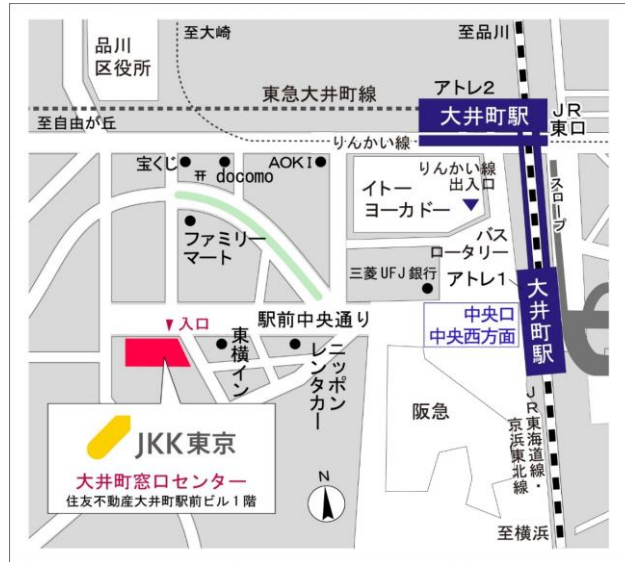 至大崎
至品川
品川
区役所
アトレ2
東急大井町線
大井町駅
JR
東口
至自由が丘
りんかい線
宝くじ
docomo
AOKI
りんかい線
出入口
イトー
ヨーカドー
スロープ
ファミリー
マート
バス
ロータリー
三菱UFJ銀行
アトレ1
大井町駅
入口
駅前中央通り
中央口
中央西方面
東横イン
ニッポン
レンタカー
阪急
JR東海道線・
京浜東北線
JKK東京
大井町窓口センター
住友不動産大井町駅前ビル1階
N
至横浜